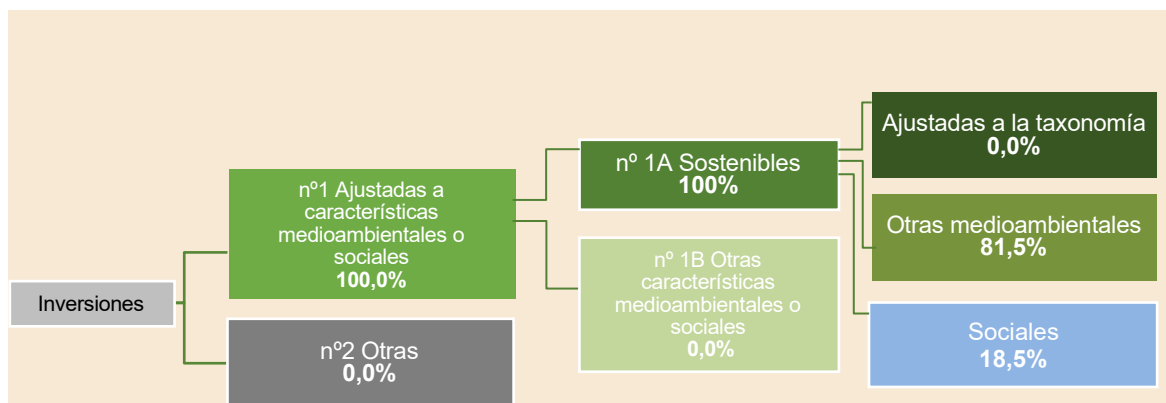 Inversiones
nº1 Ajustadas a
características
medioambientales o
sociales
100,0%
nº2 Otras
0,0%
nº 1A Sostenibles
100%
nº 1B Otras
características
medioambientales o
sociales
0,0%
Ajustadas a la taxonomía
0,0%
Otras medioambientales
81,5%
Sociales
18,5%